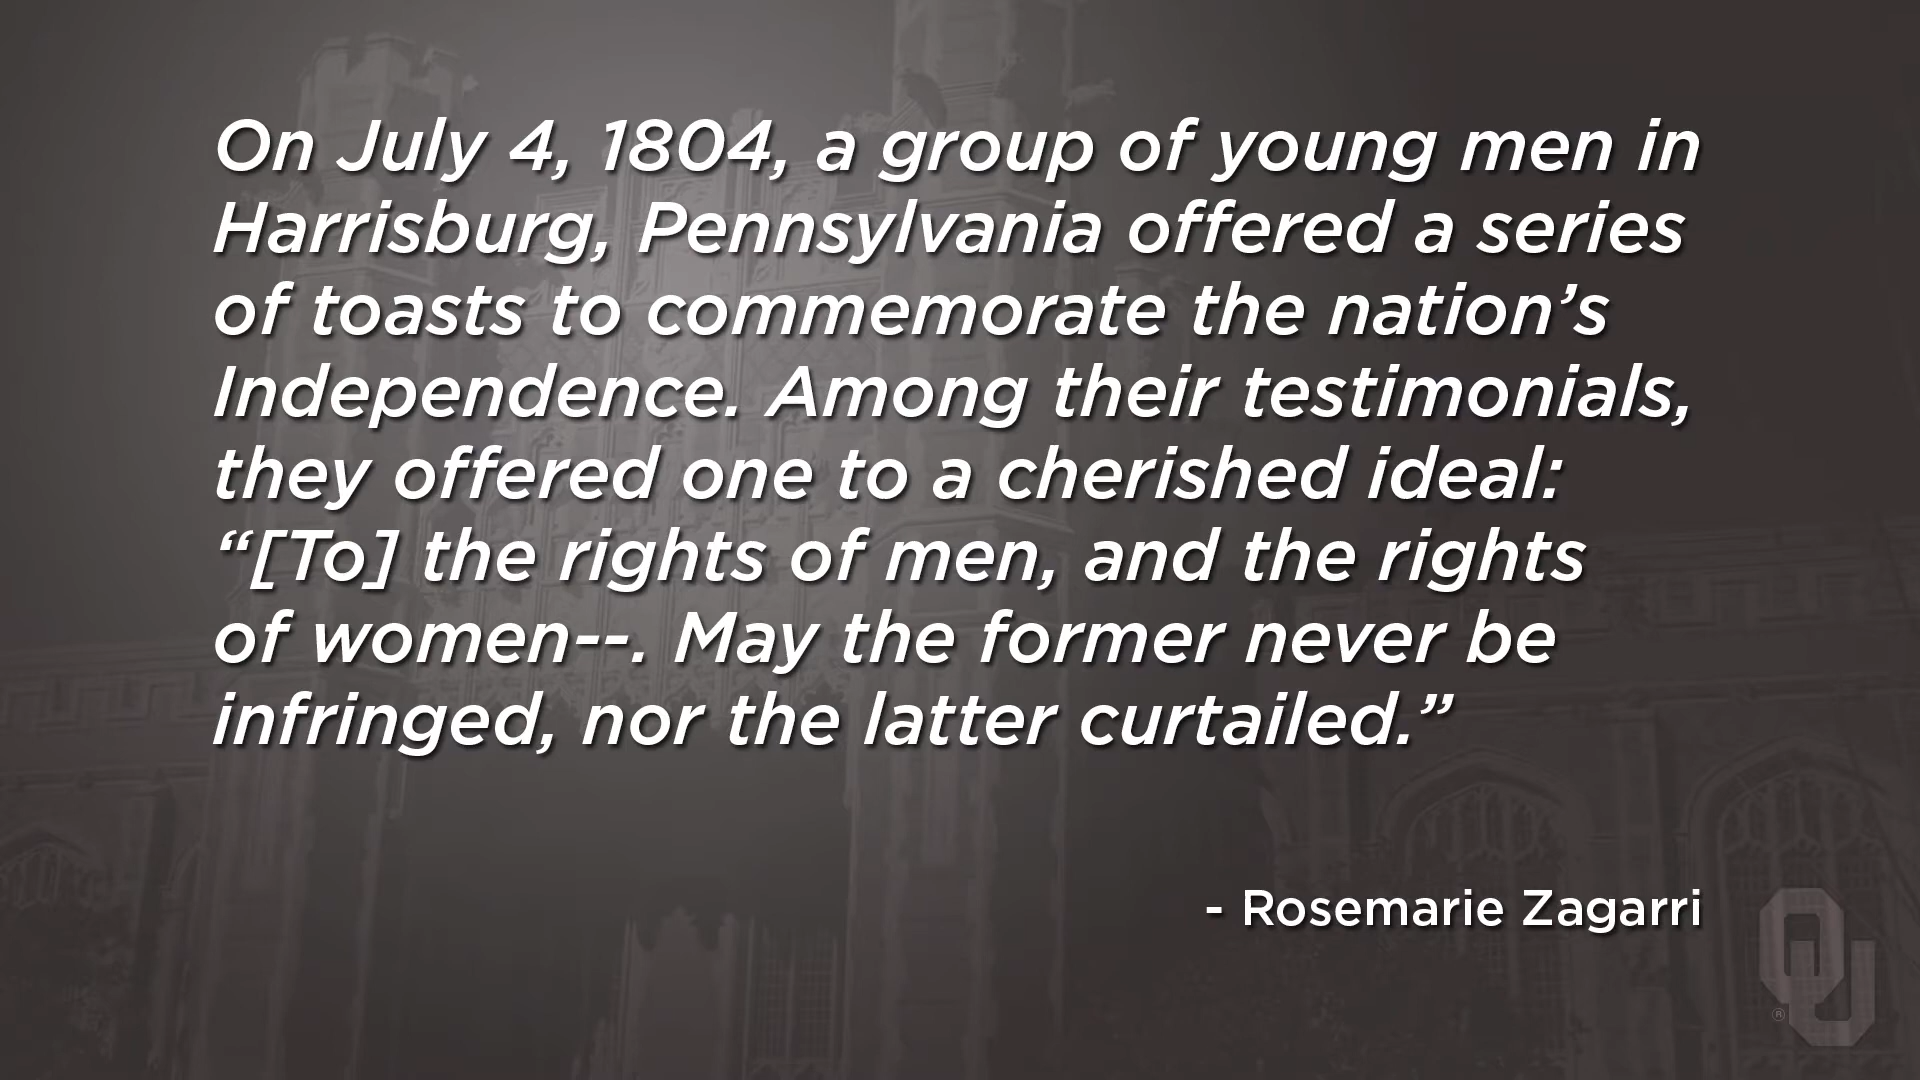 On July 4, 1804, a group of young men in
Harrisburg, Pennsylvania offered a series
of toasts to commemorate the nation’s
Independence. Among their testimonials,
they offered one to a cherished ideal:
“[To] the rights of men, and the rights
of women--. May the former never be
infringed, nor the latter curtailed.”
- Rosemarie Zagarri
OU
®